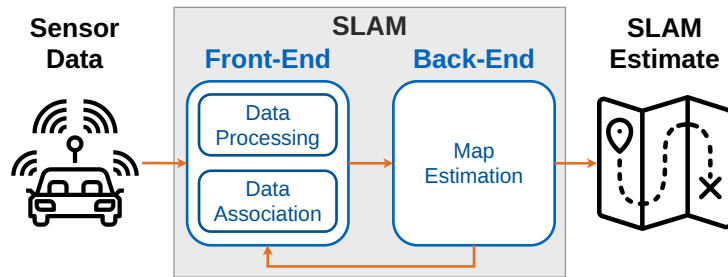 Sensor
Data
SLAM
Front-End
Back-End
Data
Processing
Data
Association
Map
Estimation
SLAM
Estimate